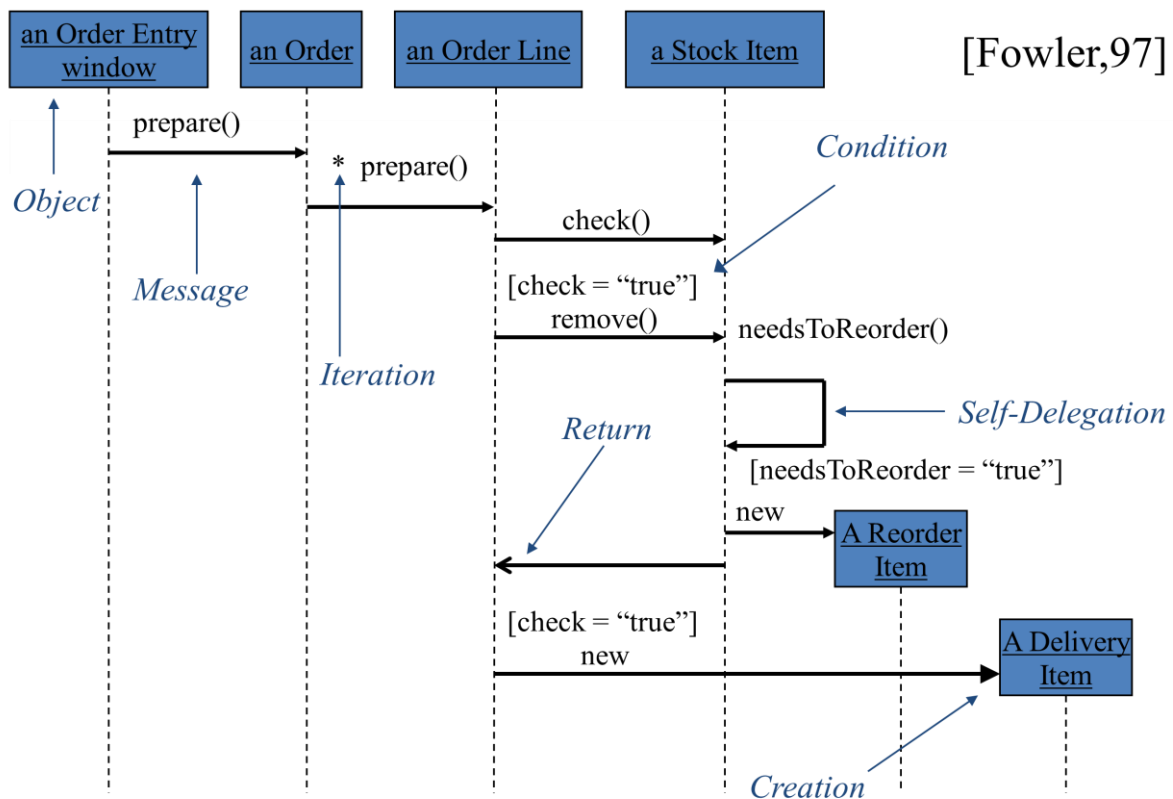 an Order Entry
window
an Order
an Order Line
a Stock Item
[Fowler,97]
prepare()
* prepare()
Condition
Object
check()
Message
[check = “true”]
remove()
needsToReorder()
Iteration
Return
Self-Delegation
[needsToReorder = “true”]
new
A Reorder
Item
[check = “true”]
new
A Delivery
Item
Creation